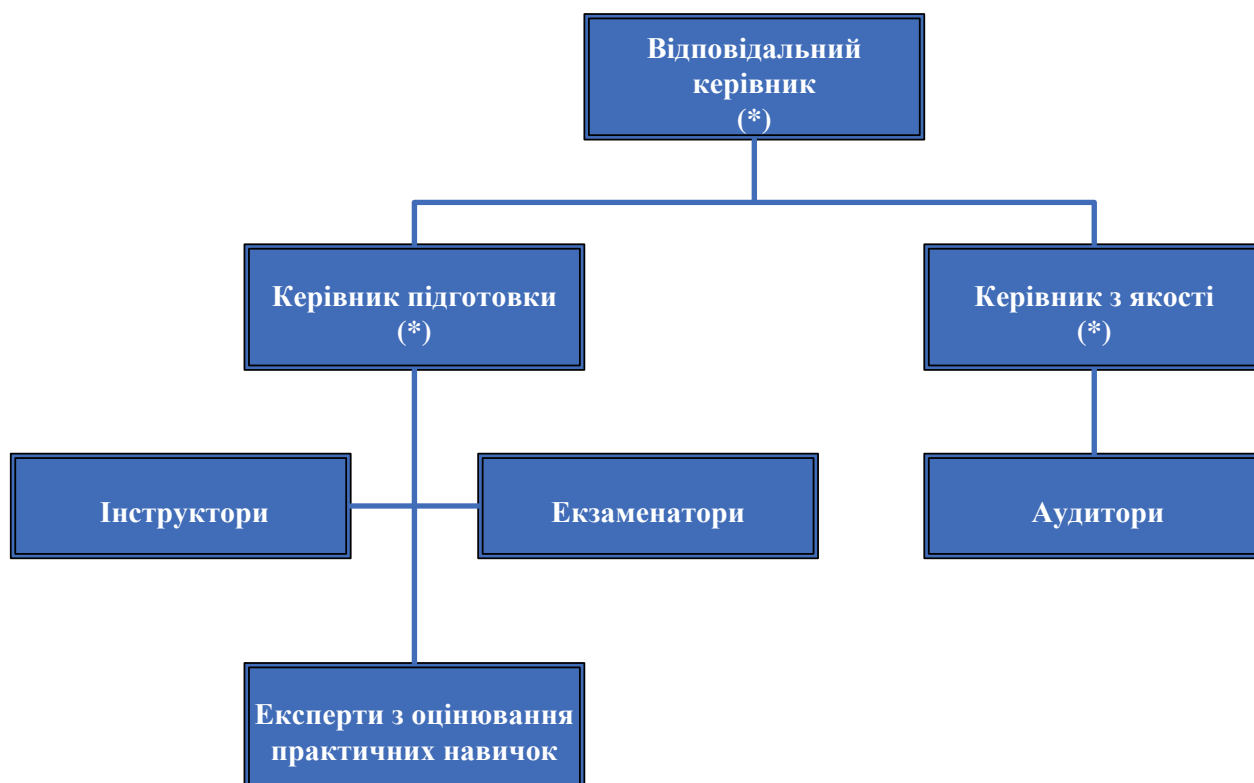 Відповідальний
керівник
(*)
Керівник підготовки
(*)
Керівник з якості
(*)
Інструктори
Екзаменатори
Аудитори
Експерти з оцінювання
практичних навичок